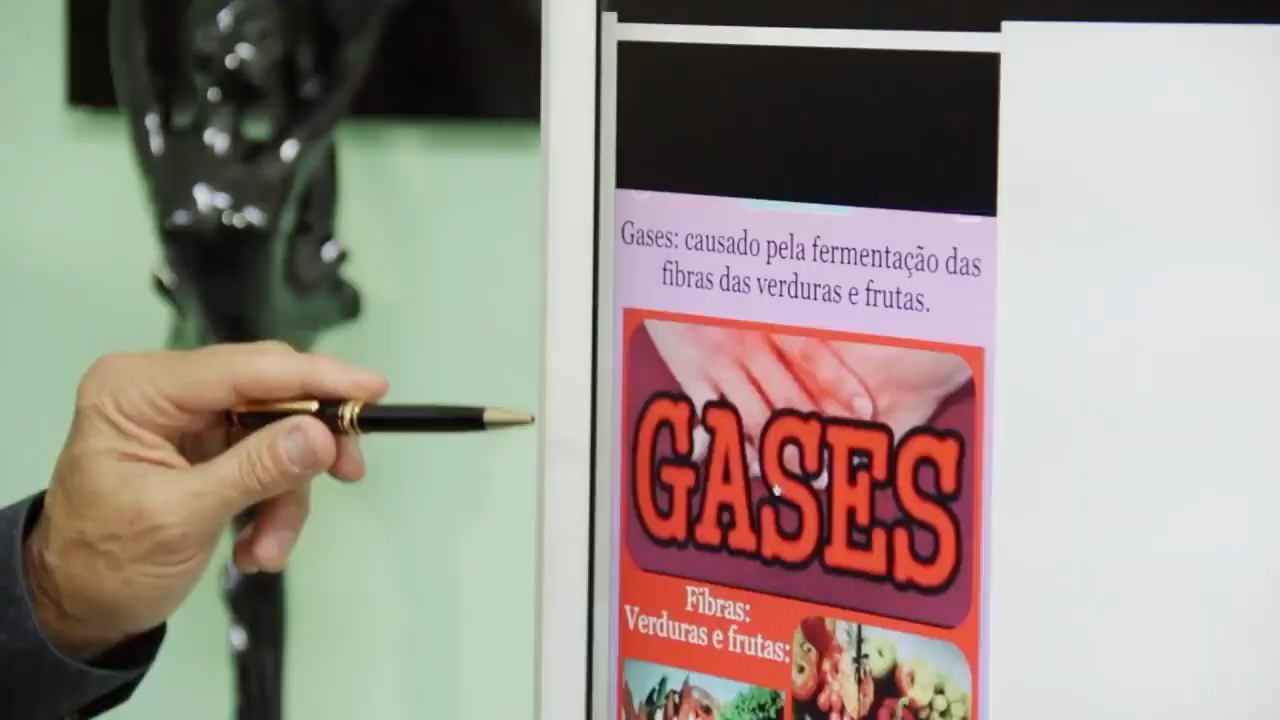 Gases: causado pela fermentação das
fibras das verduras e frutas.
GASES
Fibras:
Verduras e frutas: